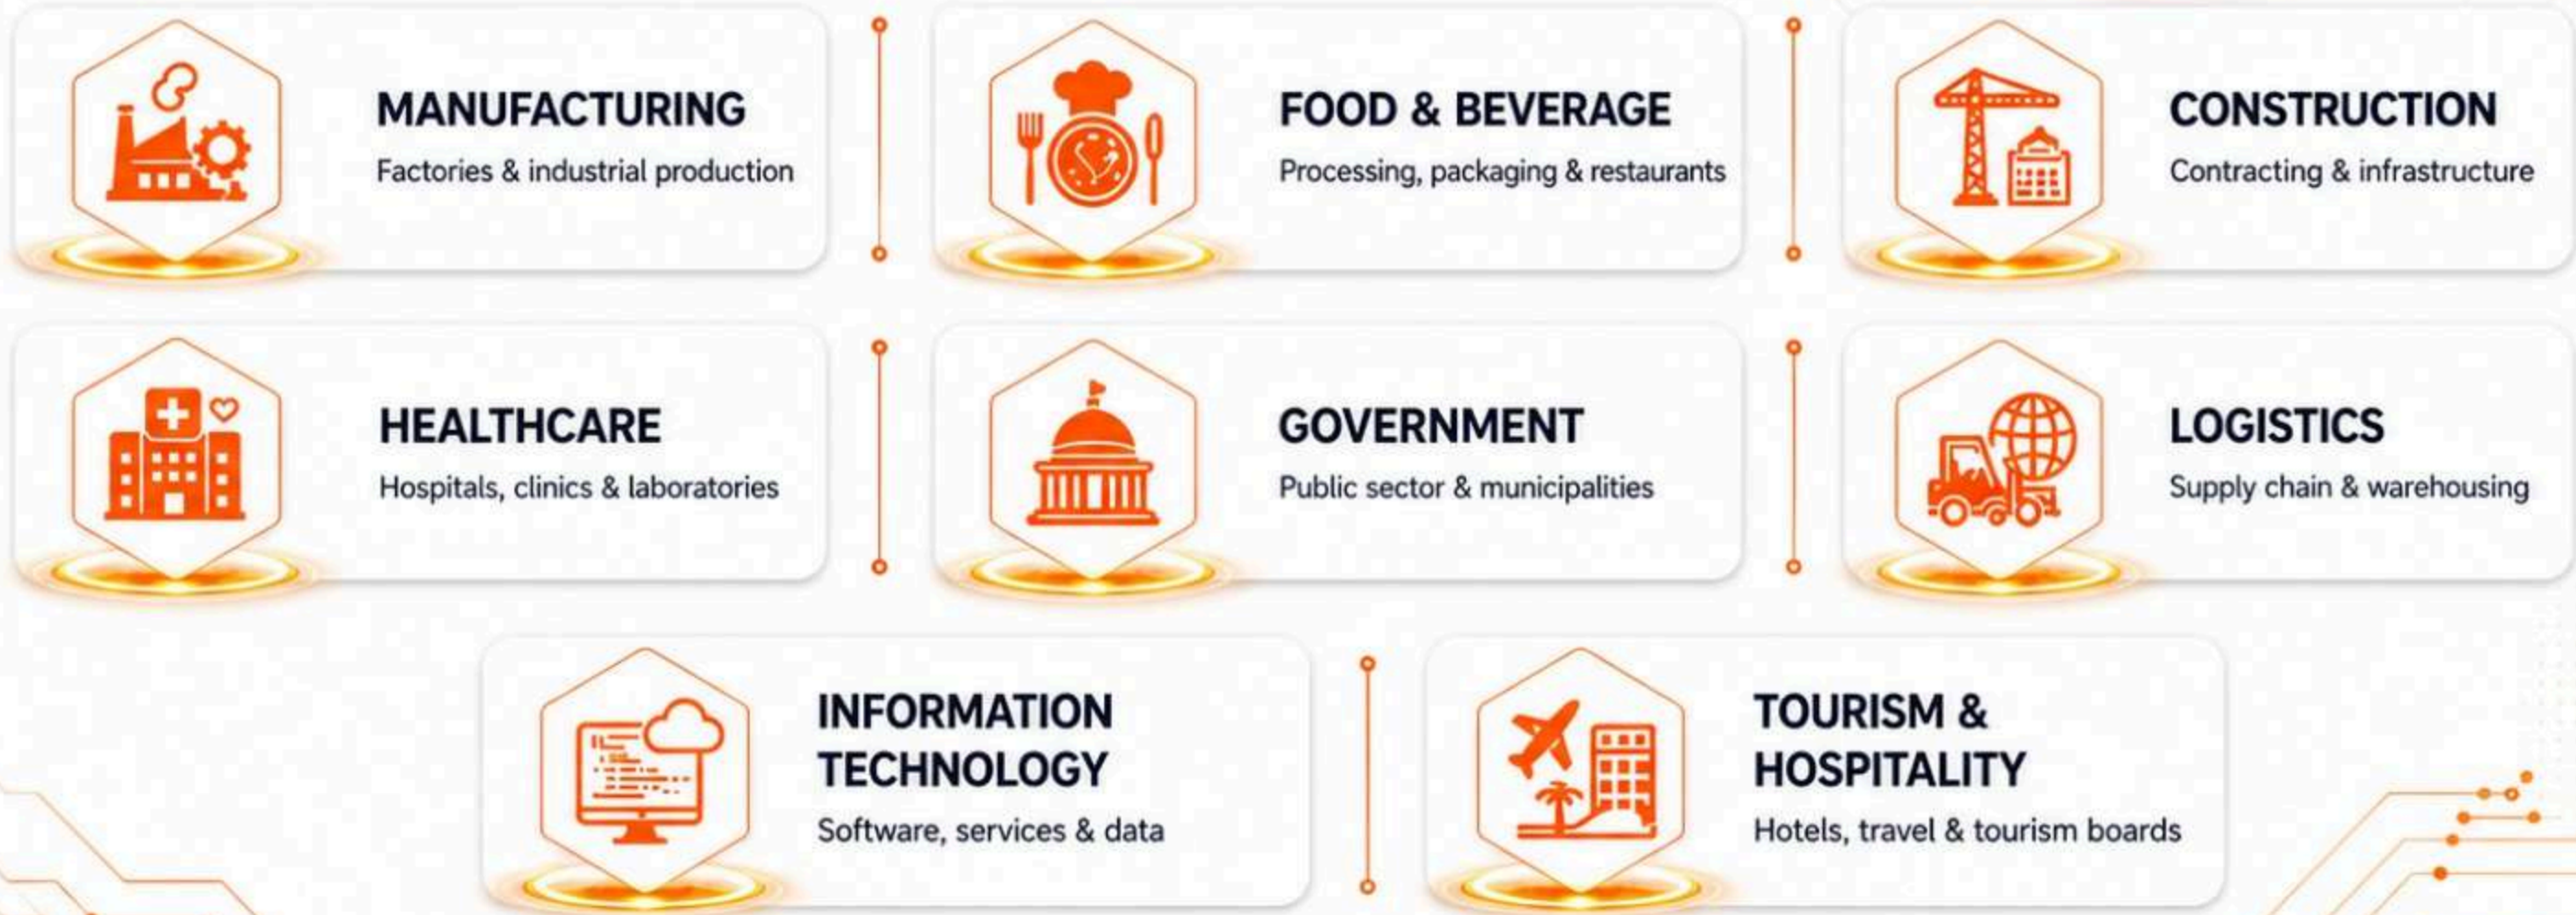 MANUFACTURING
Factories & industrial production
FOOD & BEVERAGE
Processing, packaging & restaurants
CONSTRUCTION
Contracting & infrastructure
HEALTHCARE
Hospitals, clinics & laboratories
GOVERNMENT
Public sector & municipalities
LOGISTICS
Supply chain & warehousing
INFORMATION
TECHNOLOGY
Software, services & data
TOURISM &
HOSPITALITY
Hotels, travel & tourism boards